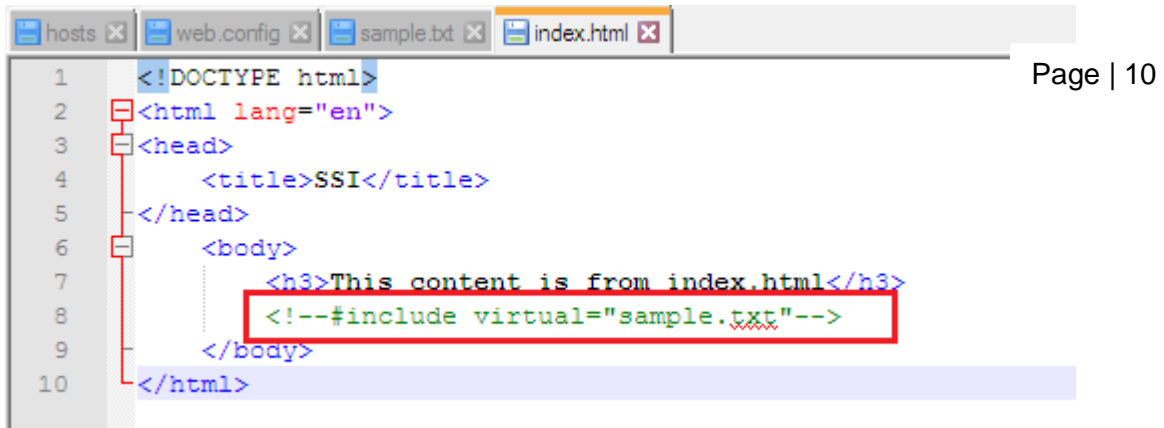 hosts web.config sample.txt index.html
Page | 10
1 <!DOCTYPE html>
2 <html lang="en">
3 <head>
4 <title>SSI</title>
5 </head>
6 <body>
7 <h3>This content is from index.html</h3>
8 <!--#include virtual="sample.txt"-->
9 </body>
10 </html>